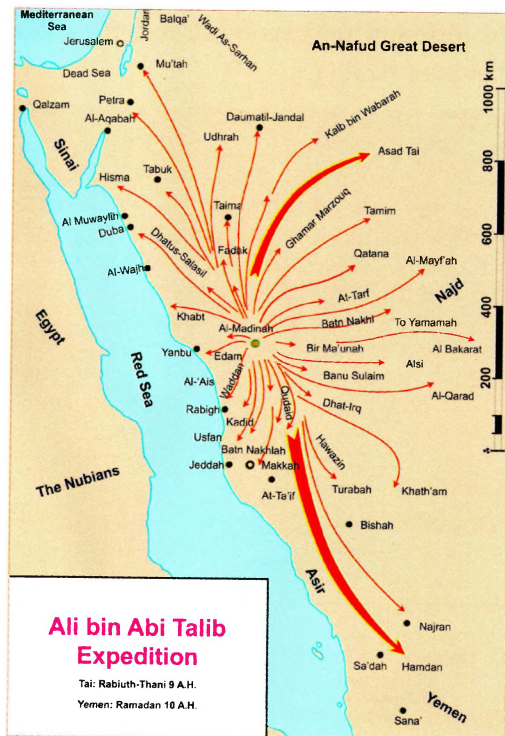 Mediterranean
Sea
Jordan
Balqa'
Wadi As-Sarhan
An-Nafud Great Desert
Jerusalem
Dead Sea
Mu'tah
Petra
Al-Aqabah
Qalzam
Sinai
Daumatil-Jandal
Udhrah
Kalb bin Wabarah
Asad Tai
Hisma
Tabuk
Taima
Fadak
Ghamar Marzouq
Tamim
Al Muwaylih
Duba
Dhatus-Salasil
Al-Wajh
Qatana
Al-Mayf'ah
Najd
At-Tarf
Khabt
Al-Madinah
Batn Nakhl
To Yamamah
Egypt
Red Sea
Yanbu
Edam
Waddan
Bir Ma'unah
Al Bakarat
Al-'Ais
Banu Sulaim
Alsi
Al-Qarad
Rabigh
Kadid
Qudaid
Dhat-Irq
Usfan
Batn Nakhlah
Hawazin
Jeddah
Makkah
At-Ta'if
Turabah
Khath'am
The Nubians
Bishah
Asir
Najran
Sa'dah
Hamdan
Yemen
Sana'
1000 km
800
600
400
200
Ali bin Abi Talib
Expedition
Tai: Rabiuth-Thani 9 A.H.
Yemen: Ramadan 10 A.H.